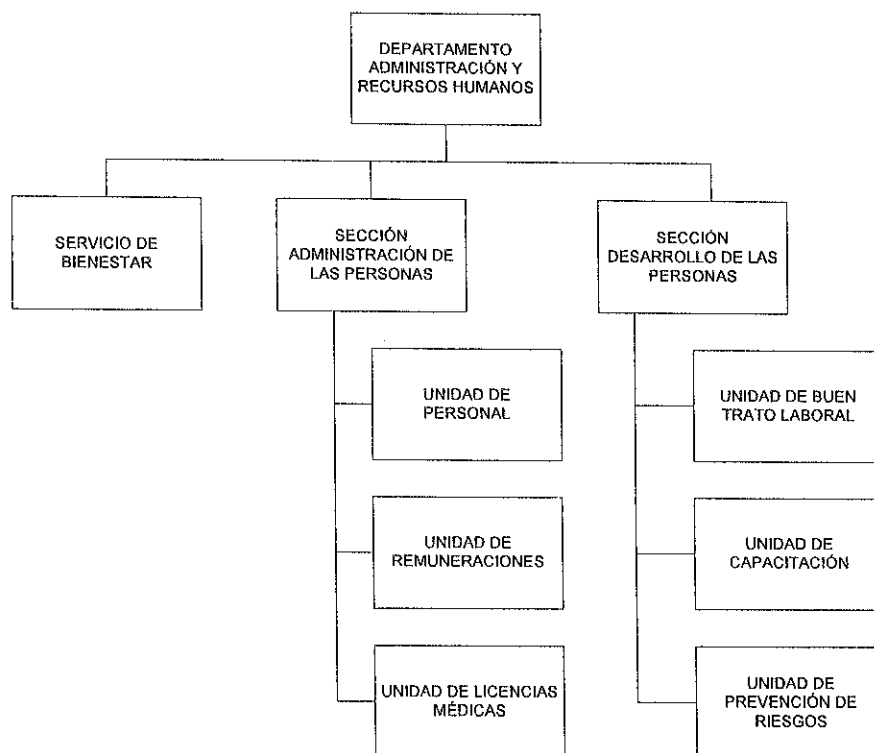 DEPARTAMENTO
ADMINISTRACIÓN Y
RECURSOS HUMANOS
SERVICIO DE
BIENESTAR
SECCIÓN
ADMINISTRACIÓN DE
LAS PERSONAS
SECCIÓN
DESARROLLO DE LAS
PERSONAS
UNIDAD DE
PERSONAL
UNIDAD DE BUEN
TRATO LABORAL
UNIDAD DE
REMUNERACIONES
UNIDAD DE
CAPACITACIÓN
UNIDAD DE LICENCIAS
MÉDICAS
UNIDAD DE
PREVENCIÓN DE
RIESGOS